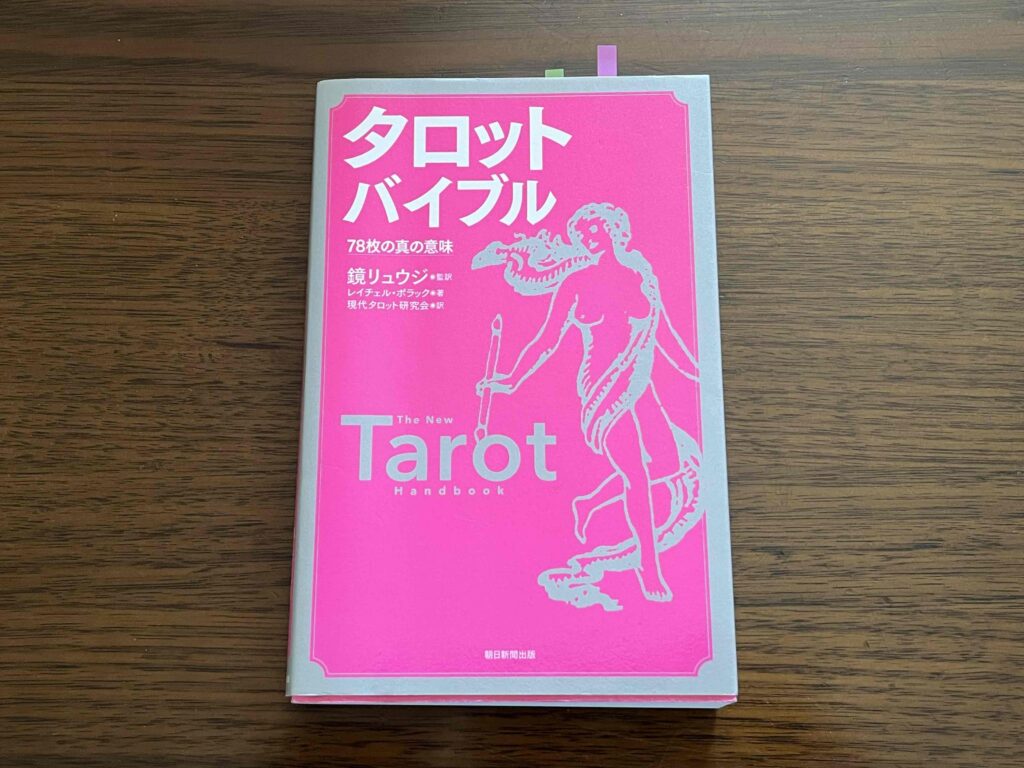 タロット
バイブル
78枚の真の意味
鏡リュウジ*監訳
レイチェル・ポラック*著
現代タロット研究会*訳
The New
Tarot
Handbook
朝日新聞出版